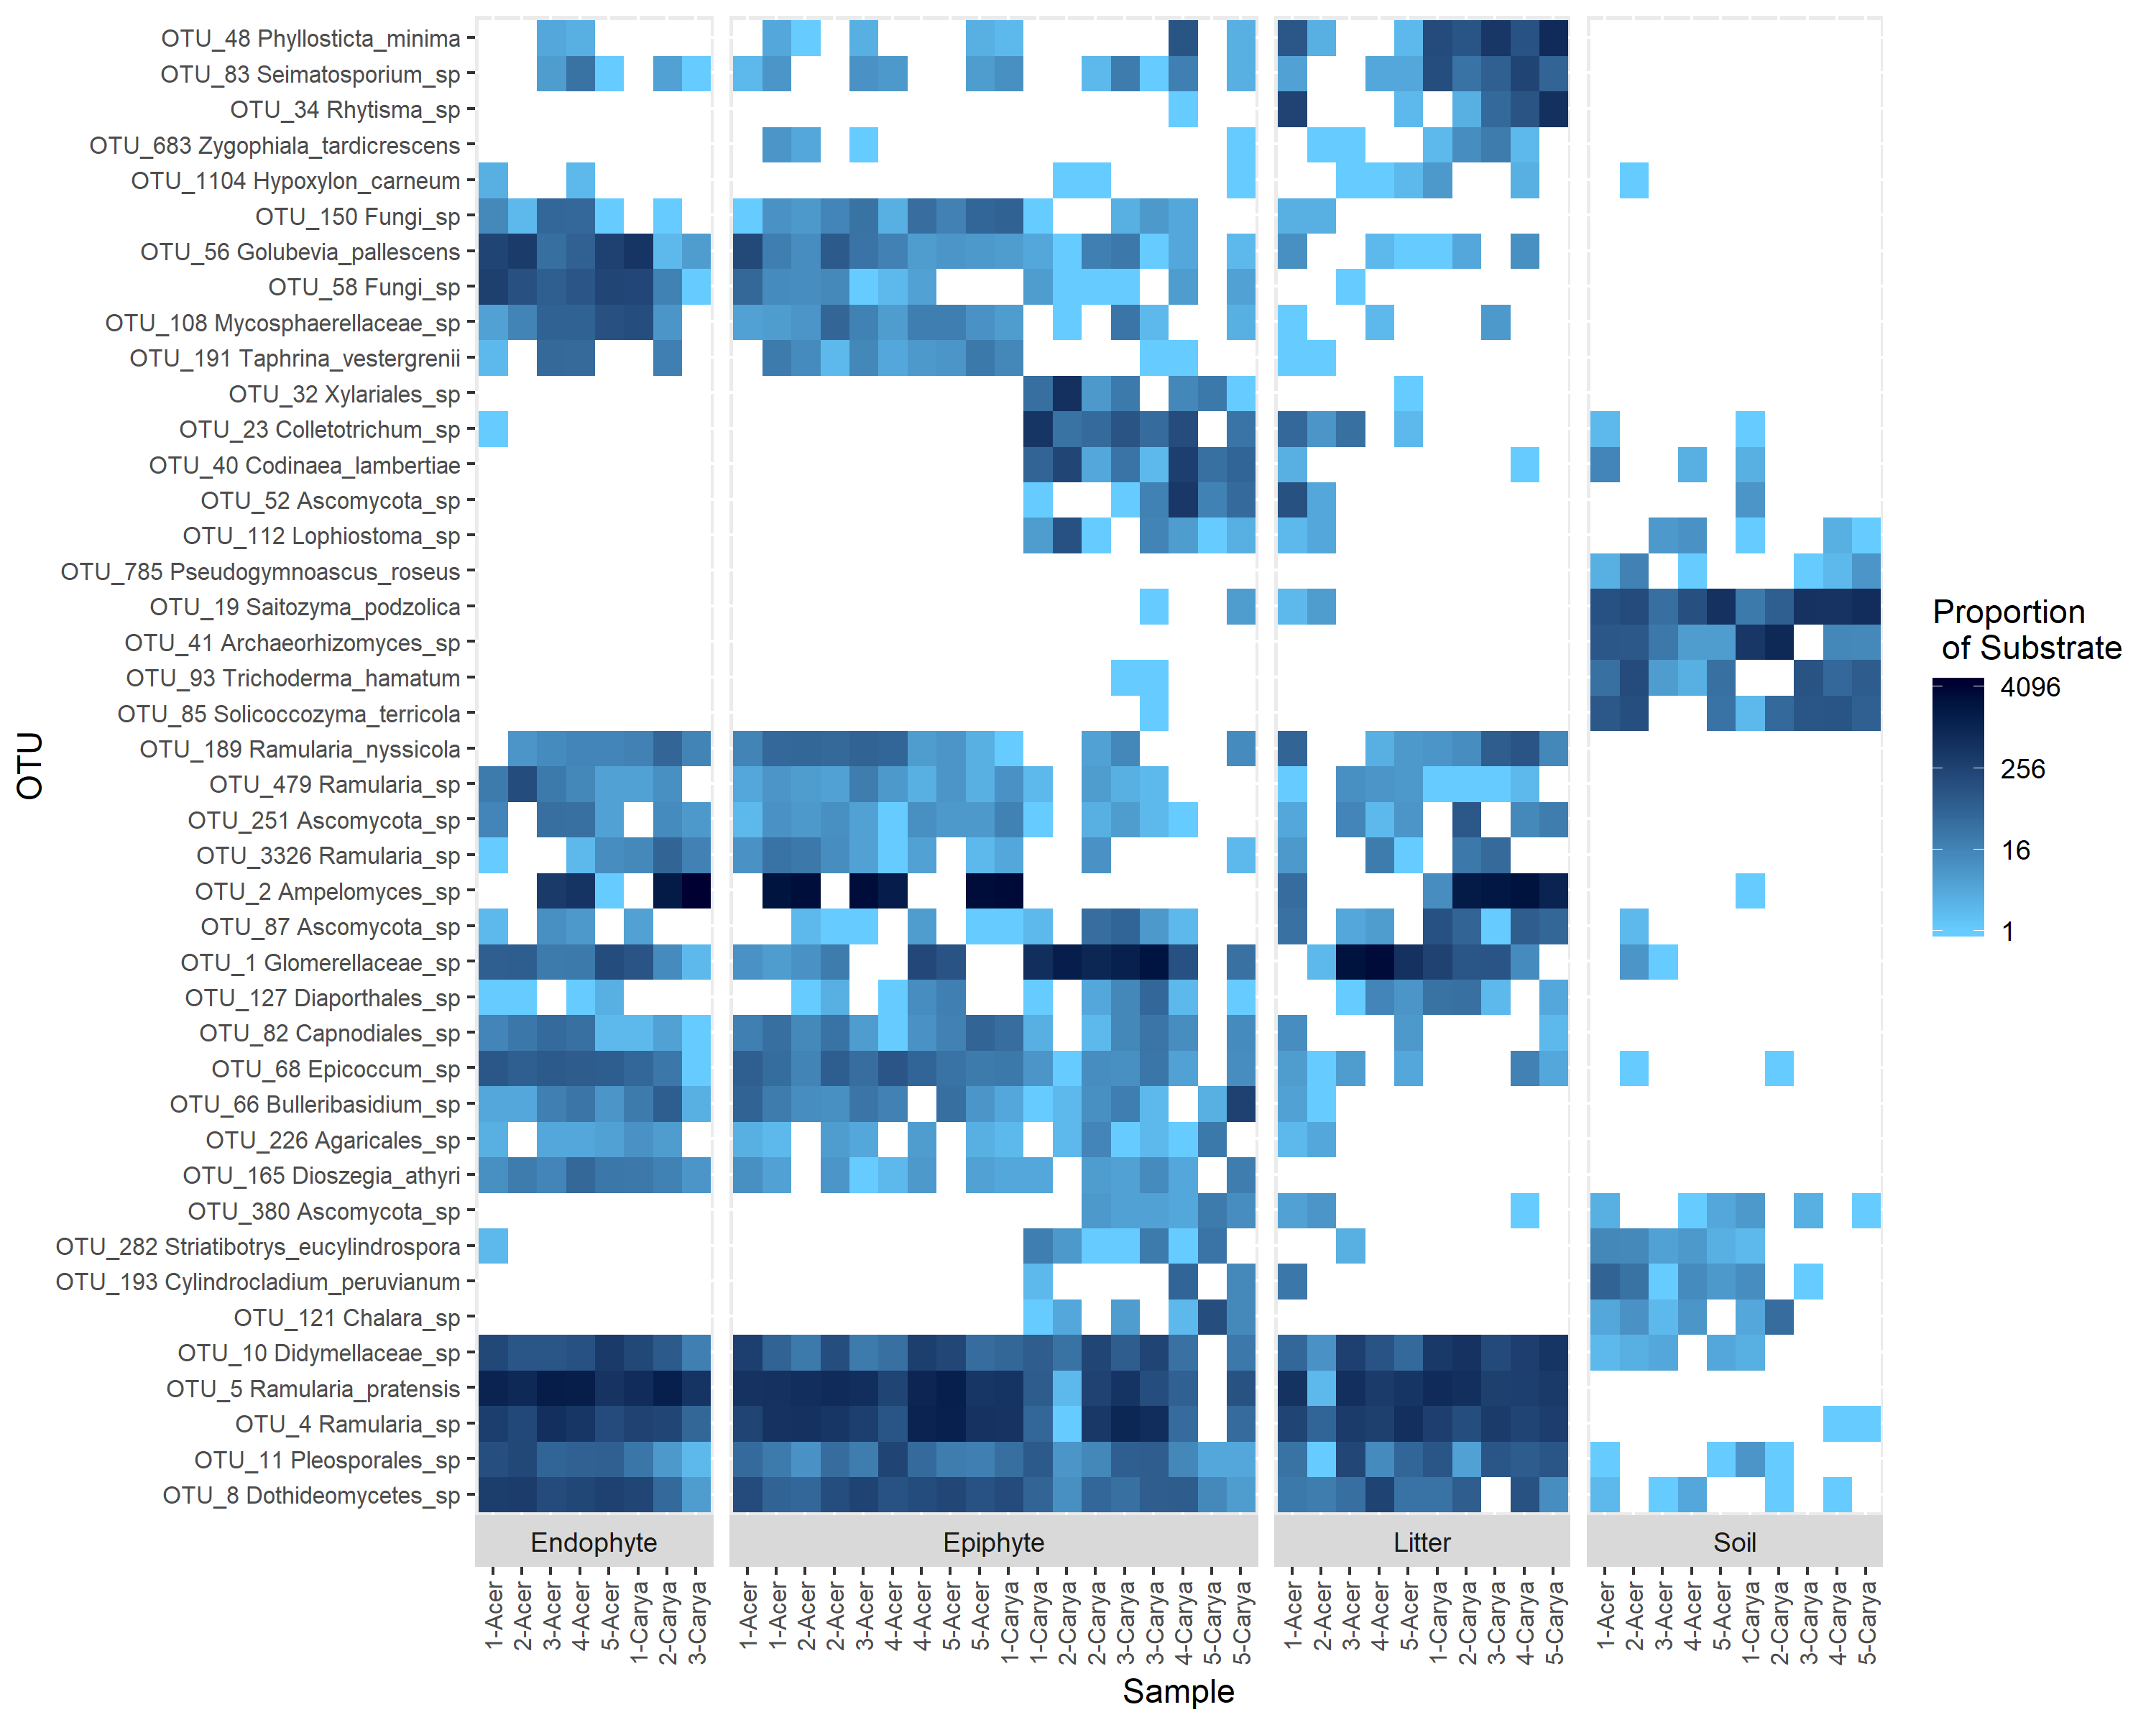 OTU_48 Phyllosticta_minima
OTU_83 Seimatosporium_sp
OTU_34 Rhytisma_sp
OTU_683 Zygophiala_tardicrescens
OTU_1104 Hypoxylon_carneum
OTU_150 Fungi_sp
OTU_56 Golubevia_pallescens
OTU_58 Fungi_sp
OTU_108 Mycosphaerellaceae_sp
OTU_191 Taphrina_vestergrenii
OTU_32 Xylariales_sp
OTU_23 Colletotrichum_sp
OTU_40 Codinaea_lambertiae
OTU_52 Ascomycota_sp
OTU_112 Lophiostoma_sp
OTU_785 Pseudogymnoascus_roseus
OTU_19 Saitozyma_podzolica
OTU_41 Archaeorhizomyces_sp
OTU_93 Trichoderma_hamatum
OTU_85 Solicoccozyma_terricola
OTU_189 Ramularia_nyssicola
OTU_479 Ramularia_sp
OTU_251 Ascomycota_sp
OTU_3326 Ramularia_sp
OTU_2 Ampelomyces_sp
OTU_87 Ascomycota_sp
OTU_1 Glomerellaceae_sp
OTU_127 Diaporthales_sp
OTU_82 Capnodiales_sp
OTU_68 Epicoccum_sp
OTU_66 Bulleribasidium_sp
OTU_226 Agaricales_sp
OTU_165 Dioszegia_athyri
OTU_380 Ascomycota_sp
OTU_282 Striatibotrys_eucylindrospora
OTU_193 Cylindrocladium_peruvianum
OTU_121 Chalara_sp
OTU_10 Didymellaceae_sp
OTU_5 Ramularia_pratensis
OTU_4 Ramularia_sp
OTU_11 Pleosporales_sp
OTU_8 Dothideomycetes_sp
OTU
Endophyte Epiphyte Litter Soil
1-Acer 2-Acer 3-Acer 4-Acer 5-Acer 1-Carya 2-Carya 3-Carya 1-Acer 1-Acer 2-Acer 2-Acer 3-Acer 4-Acer 5-Acer 5-Acer 1-Carya 1-Carya 2-Carya 2-Carya 3-Carya 3-Carya 4-Carya 5-Carya 5-Carya 1-Acer 2-Acer 3-Acer 4-Acer 5-Acer 1-Carya 2-Carya 3-Carya 4-Carya 5-Carya 1-Acer 2-Acer 3-Acer 4-Acer 5-Acer 1-Carya 2-Carya 3-Carya 4-Carya 5-Carya
Sample
Proportion
of Substrate
4096
256
16
1